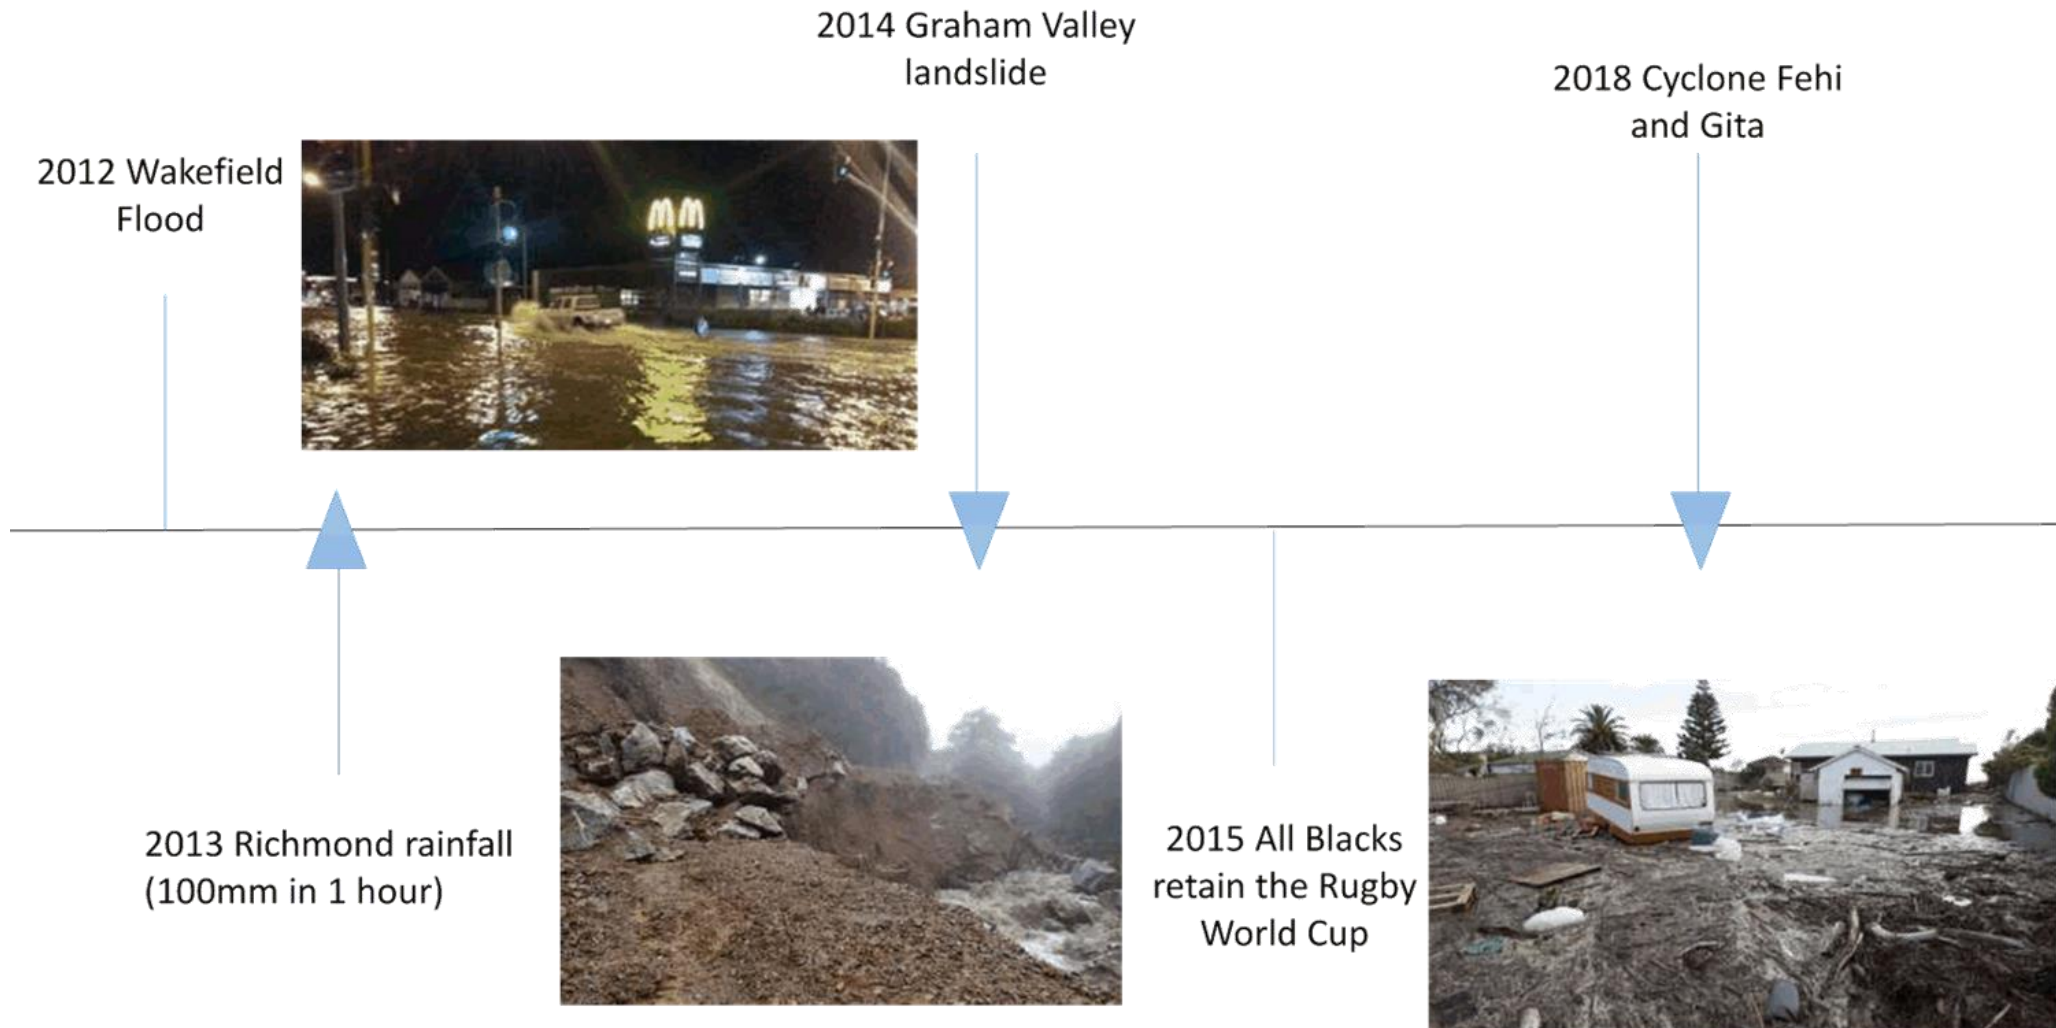 2014 Graham Valley
landslide
2018 Cyclone Fehi
and Gita
2012 Wakefield
Flood
2013 Richmond rainfall
(100mm in 1 hour)
2015 All Blacks
retain the Rugby
World Cup